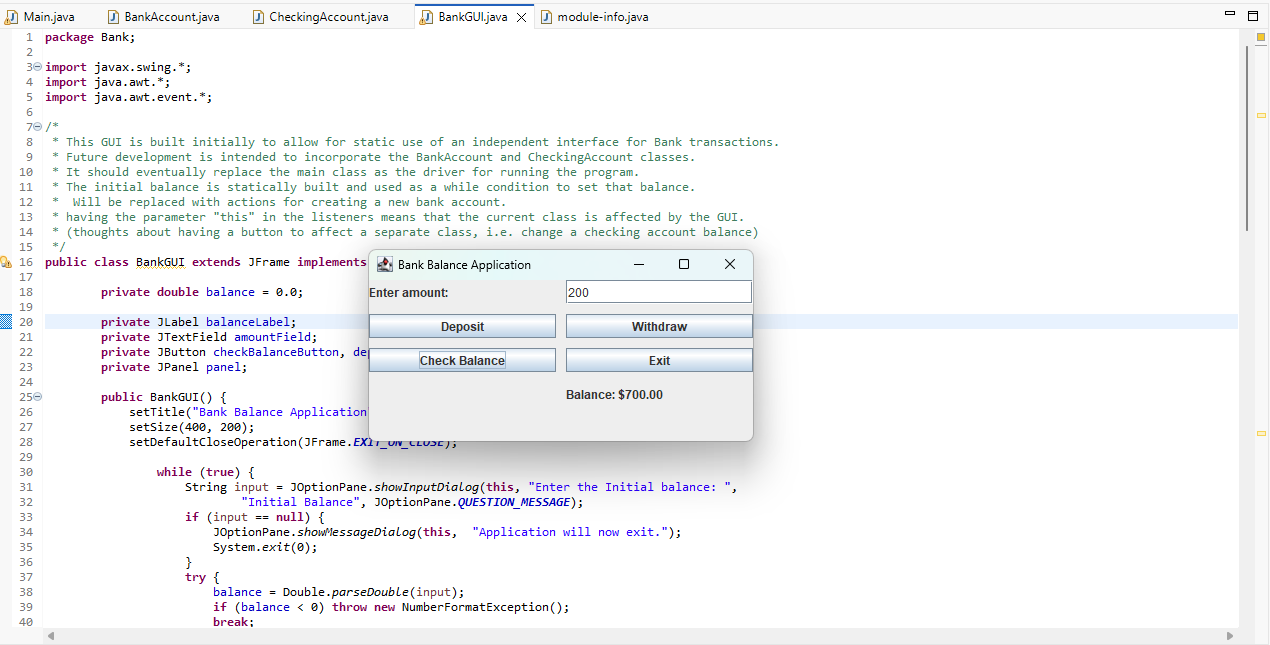 Main.java BankAccount.java CheckingAccount.java BankGUI.java module-info.java
1 package Bank;
2
3 import javax.swing.*;
4 import java.awt.*;
5 import java.awt.event.*;
6
7 /*
8 * This GUI is built initially to allow for static use of an independent interface for Bank transactions.
9 * Future development is intended to incorporate the BankAccount and CheckingAccount classes.
10 * It should eventually replace the main class as the driver for running the program.
11 * The initial balance is statically built and used as a while condition to set that balance.
12 *  Will be replaced with actions for creating a new bank account.
13 * having the parameter "this" in the listeners means that the current class is affected by the GUI.
14 * (thoughts about having a button to affect a separate class, i.e. change a checking account balance)
15 */
16 public class BankGUI extends JFrame implements
17
18 private double balance = 0.0;
19
20 private JLabel balanceLabel;
21 private JTextField amountField;
22 private JButton checkBalanceButton, de
23 private JPanel panel;
24
25 public BankGUI() {
26 setTitle("Bank Balance Application
27 setSize(400, 200);
28 setDefaultCloseOperation(JFrame.EXIT_ON_CLOSE);
29
30 while (true) {
31 String input = JOptionPane.showInputDialog(this, "Enter the Initial balance: ",
32 "Initial Balance", JOptionPane.QUESTION_MESSAGE);
33 if (input == null) {
34 JOptionPane.showMessageDialog(this,  "Application will now exit.");
35 System.exit(0);
36 }
37 try {
38 balance = Double.parseDouble(input);
39 if (balance < 0) throw new NumberFormatException();
40 break;
Bank Balance Application
Enter amount: 200
Deposit Withdraw
Check Balance Exit
Balance: $700.00